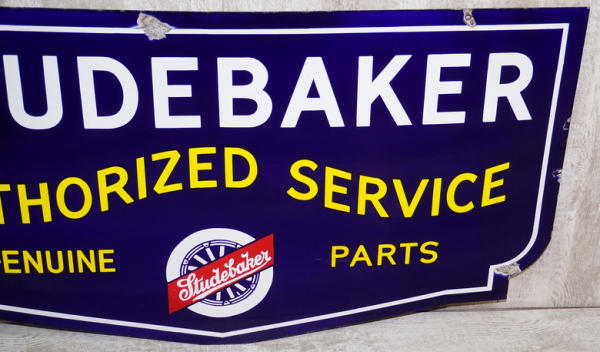 UDEBAKER
THORIZED SERVICE
ENUINE
Studebaker
PARTS